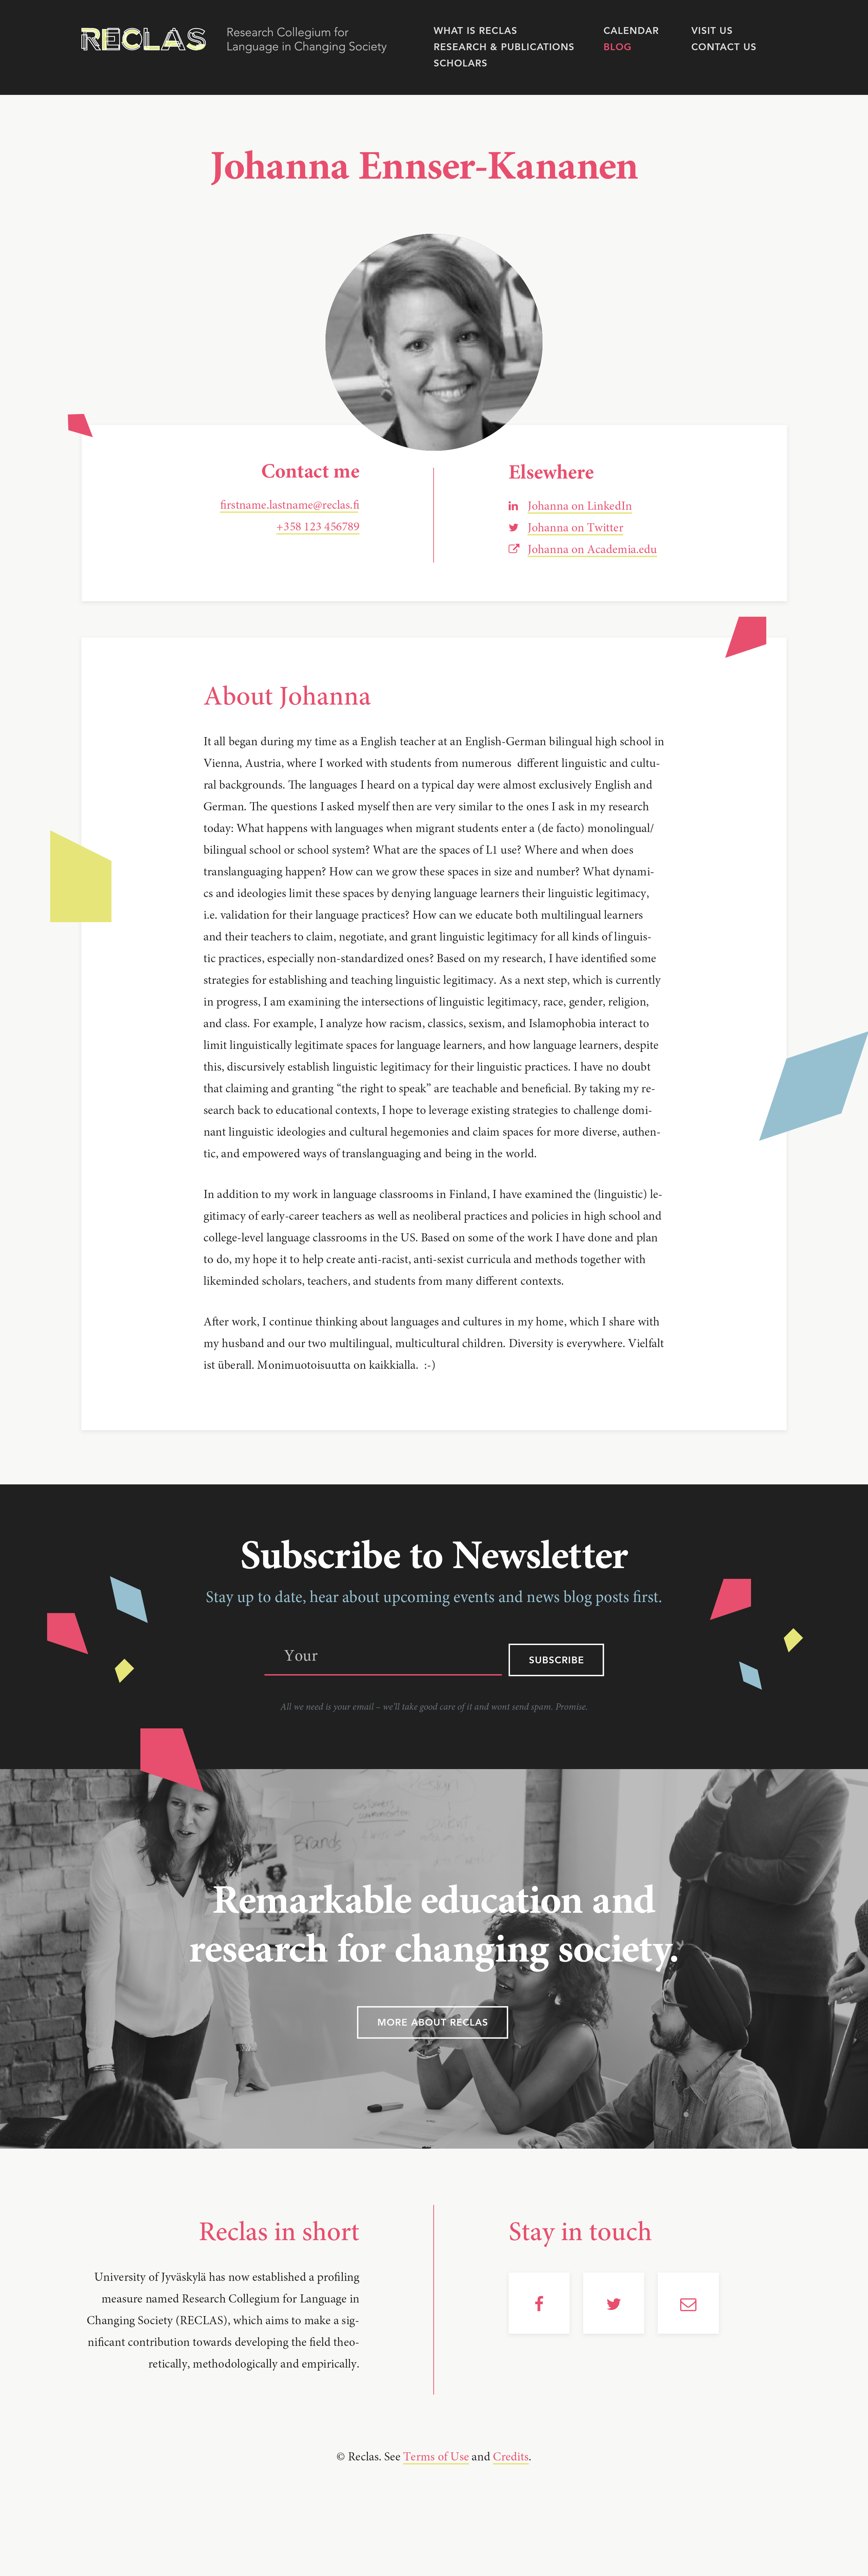 RECLAS
Research Collegium for
Language in Changing Society
WHAT IS RECLAS
RESEARCH & PUBLICATIONS
SCHOLARS
CALENDAR
BLOG
VISIT US
CONTACT US
Johanna Ennser-Kananen
Contact me
firstname.lastname@reclas.fi
+358 123 456789
Elsewhere
Johanna on LinkedIn
Johanna on Twitter
Johanna on Academia.edu
About Johanna
It all began during my time as a English teacher at an English-German bilingual high school in
Vienna, Austria, where I worked with students from numerous  different linguistic and cultu-
ral backgrounds. The languages I heard on a typical day were almost exclusively English and
German. The questions I asked myself then are very similar to the ones I ask in my research
today: What happens with languages when migrant students enter a (de facto) monolingual/
bilingual school or school system? What are the spaces of L1 use? Where and when does
translanguaging happen? How can we grow these spaces in size and number? What dynami-
cs and ideologies limit these spaces by denying language learners their linguistic legitimacy,
i.e. validation for their language practices? How can we educate both multilingual learners
and their teachers to claim, negotiate, and grant linguistic legitimacy for all kinds of linguis-
tic practices, especially non-standardized ones? Based on my research, I have identified some
strategies for establishing and teaching linguistic legitimacy. As a next step, which is currently
in progress, I am examining the intersections of linguistic legitimacy, race, gender, religion,
and class. For example, I analyze how racism, classics, sexism, and Islamophobia interact to
limit linguistically legitimate spaces for language learners, and how language learners, despite
this, discursively establish linguistic legitimacy for their linguistic practices. I have no doubt
that claiming and granting “the right to speak” are teachable and beneficial. By taking my re-
search back to educational contexts, I hope to leverage existing strategies to challenge domi-
nant linguistic ideologies and cultural hegemonies and claim spaces for more diverse, authen-
tic, and empowered ways of translanguaging and being in the world.
In addition to my work in language classrooms in Finland, I have examined the (linguistic) le-
gitimacy of early-career teachers as well as neoliberal practices and policies in high school and
college-level language classrooms in the US. Based on some of the work I have done and plan
to do, my hope it to help create anti-racist, anti-sexist curricula and methods together with
likeminded scholars, teachers, and students from many different contexts.
After work, I continue thinking about languages and cultures in my home, which I share with
my husband and our two multilingual, multicultural children. Diversity is everywhere. Vielfalt
ist überall. Monimuotoisuutta on kaikkialla.  :-)
Subscribe to Newsletter
Stay up to date, hear about upcoming events and news blog posts first.
Your
SUBSCRIBE
All we need is your email – we'll take good care of it and wont send spam. Promise.
Brands
customers
Remarkable education and
research for changing society.
MORE ABOUT RECLAS
Reclas in short
University of Jyväskylä has now established a profiling
measure named Research Collegium for Language in
Changing Society (RECLAS), which aims to make a sig-
nificant contribution towards developing the field theo-
retically, methodologically and empirically.
Stay in touch
© Reclas. See Terms of Use and Credits.